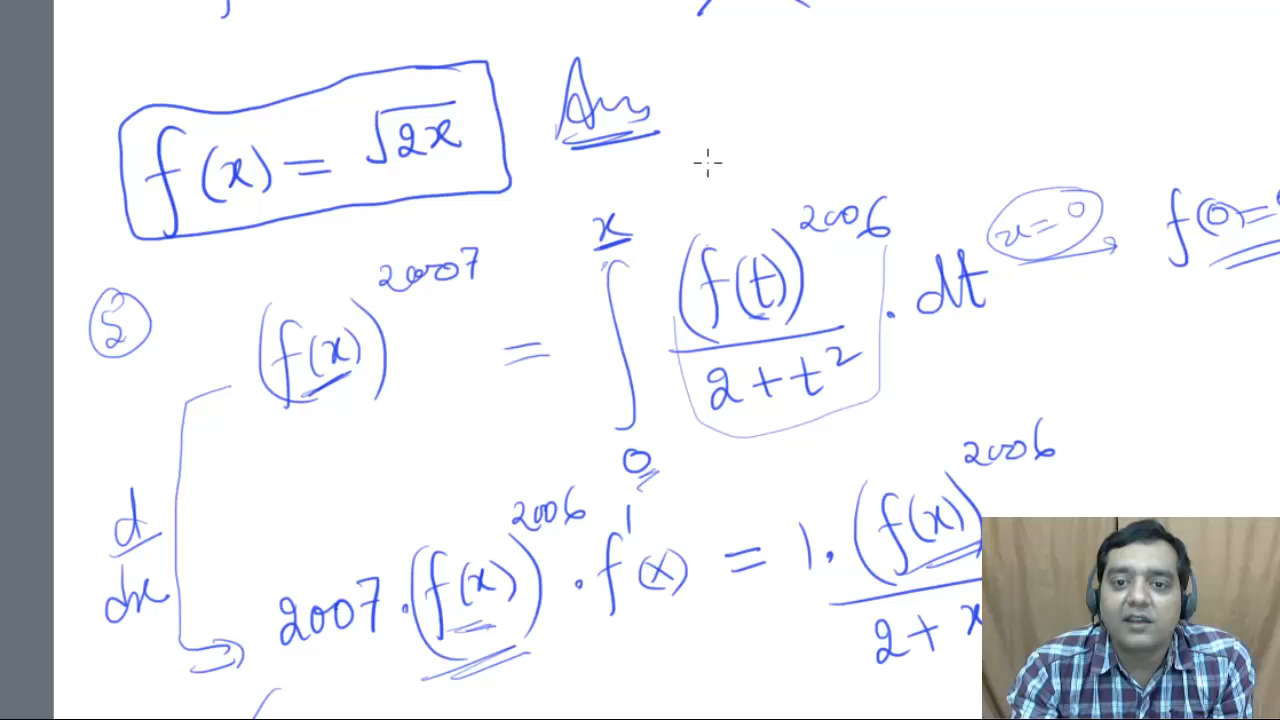 f(x) = √2x Ans
(5) (f(x))^2007 = ∫_0^x (f(t))^2006 / (2 + t^2) . dt x=0 → f(0)=
d/dx → 2007 . (f(x))^2006 . f'(x) = 1 . (f(x))^2006 / 2 + x